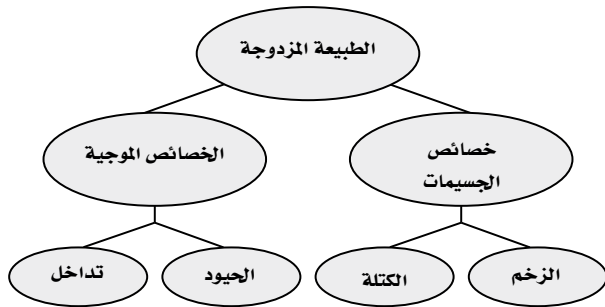 الطبيعة المزدوجة
خصائص
الجسيمات
الخصائص الموجية
الزخم
الكتلة
الحيود
تداخل